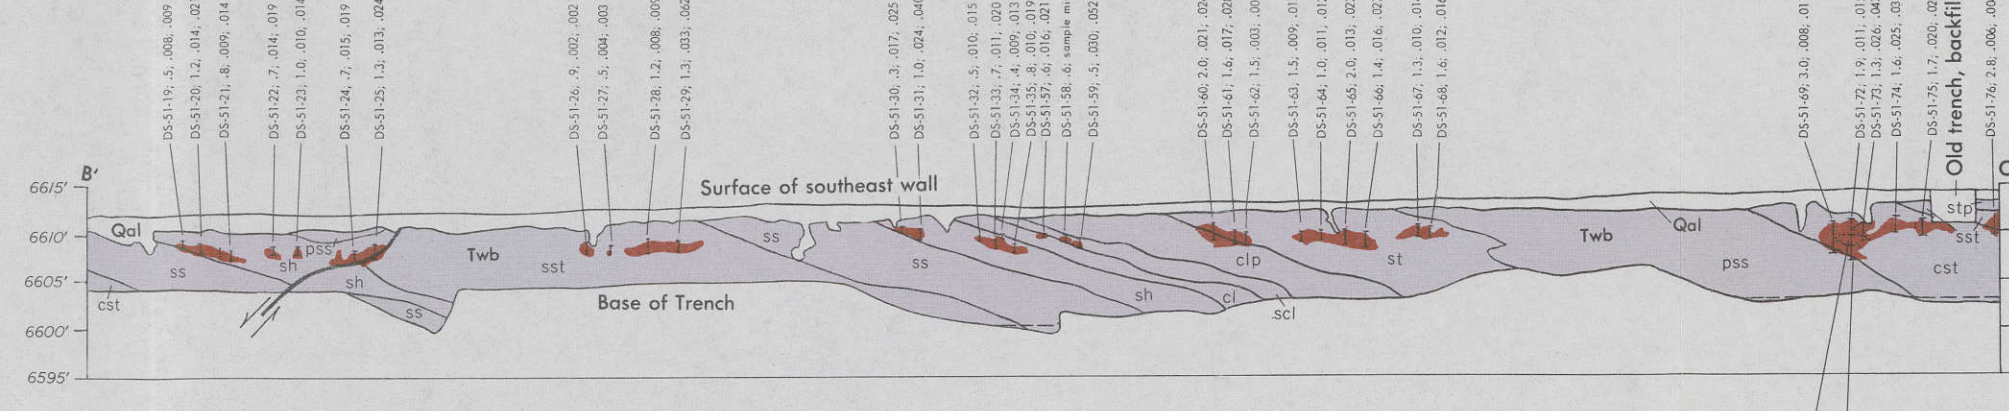 DS-51-19; .5; .008, .009
DS-51-20; 1.2, .014; .02
DS-51-21; .8; .009, .014
DS-51-22; .7, .014; .019
DS-51-23; 1.0, .010; .014
DS-51-24, .7; .015; .019
DS-51-25; 1.3, .013; .024
DS-51-26, .9, .002; .002
DS-51-27; .5, .004; .003
DS-51-28; 1.2, .008; .009
DS-51-29; 1.3, .033; .062
DS-51-30; .3, .017; .025
DS-51-31; 1.0; .024; .04
DS-51-32; .5; .010, .015
DS-51-33; .7; .011, .020
DS-51-34, .4; .009; .013
DS-51-35, .8, .010; .019
DS-51-57, .6; .016; .021
DS-51-58; .6; sample mi
DS-51-59, .5; .030, .052
DS-51-60; 2.0; .021; .02
DS-51-61; 1.6, .017; .02
DS-51-62; 1.5, .003; .00
DS-51-63; 1.5, .009, .01
DS-51-64; 1.0, .011, .01
DS-51-65; 2.0, .013; .02
DS-51-66; 1.4, .016, .02
DS-51-67; 1.3, .010; .01
DS-51-68; 1.6, .012; .01
DS-51-69; 3.0, .008; .01
DS-51-72; 1.9, .011; .01
DS-51-73; 1.3; .026; .04
DS-51-74; 1.6; .025; .03
DS-51-75; 1.7, .020; .02
Old trench, backfil
DS-51-76; 2.8, .006; .00
B'
6615'
Surface of southeast wall
Qal
6610'
pss
ss
sh
Twb
sst
ss
ss
clp
st
Twb
Qal
pss
stp
sst
cst
6605'
cst
sh
ss
Base of Trench
sh
cl
scl
6600'
6595'